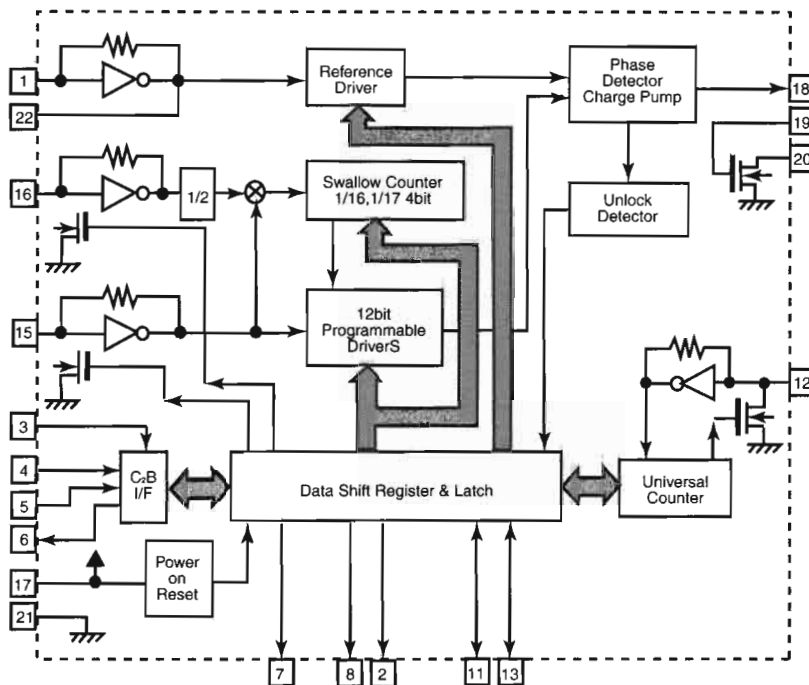 1
Reference
Driver
Phase
Detector
Charge Pump
18
22
19
20
16
1/2
Swallow Counter
1/16,1/17 4bit
Unlock
Detector
15
12bit
Programmable
DriverS
12
3
4
C₂B
I/F
5
6
Data Shift Register & Latch
Universal
Counter
17
Power
on
Reset
21
7
8
2
11
13